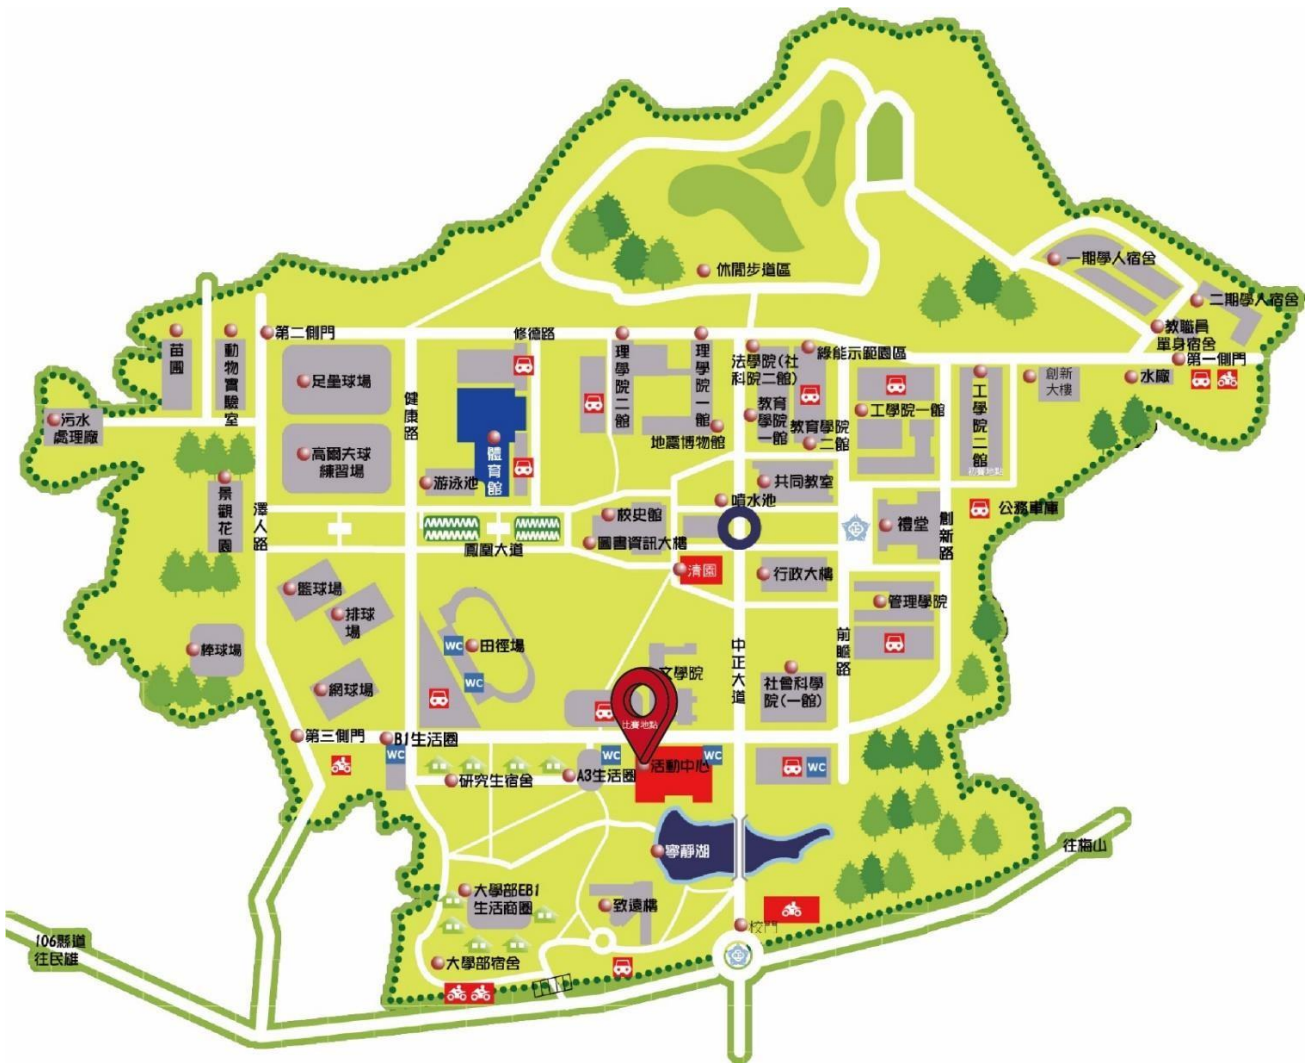 休閒步道區
一期學人宿舍
二期學人宿舍
教職員
單身宿舍
第一側門
水廠
創新
大樓
工學院二館
工學院一館
綠能示範園區
法學院(社
科院二館)
教育學院一館
教育學院
二館
理學院一館
理學院二館
地震博物館
修德路
第二側門
苗圃
動物實驗室
足壘球場
健康路
污水
處理廠
高爾夫球
練習場
體育館
游泳池
景觀花園
澤人路
共同教室
噴水池
校史館
圖書資訊大樓
鳳凰大道
禮堂
創新路
公務車庫
清園
行政大樓
管理學院
籃球場
排球
場
棒球場
網球場
WC
田徑場
WC
中正大道
前瞻路
文學院
社會科學
院(一館)
比賽地點
第三側門
B1生活圈
WC
研究生宿舍
A3生活圈
WC
活動中心
WC
WC
寧靜湖
往梅山
大學部EB1
生活商圈
致遠樓
校門
106縣道
往民雄
大學部宿舍